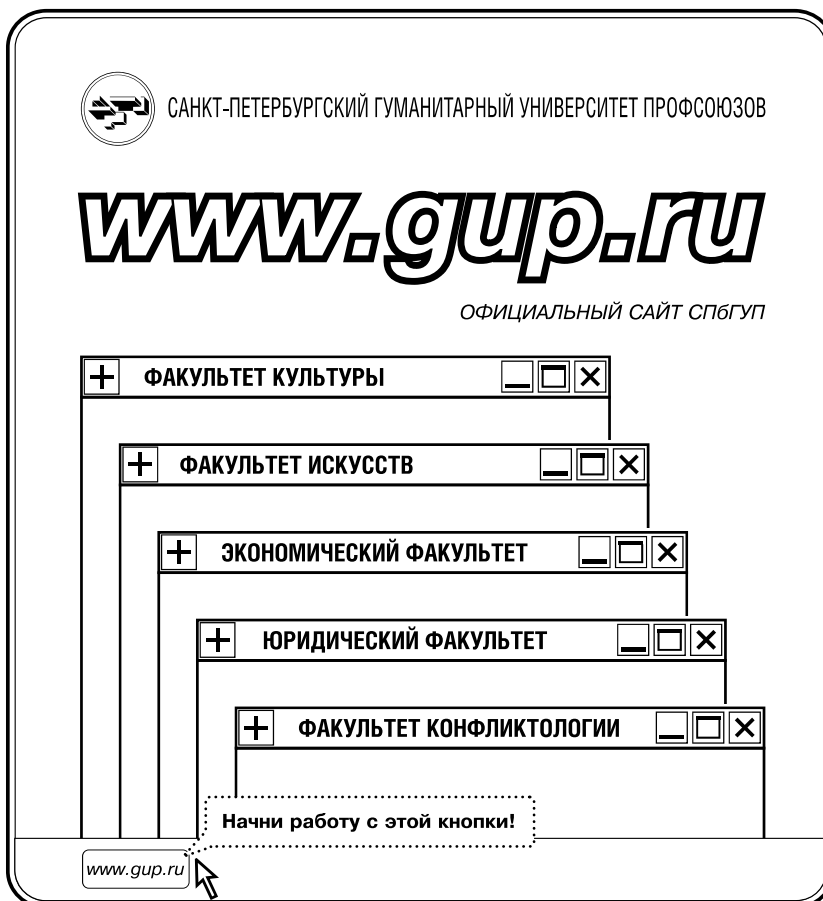 САНКТ-ПЕТЕРБУРГСКИЙ ГУМАНИТАРНЫЙ УНИВЕРСИТЕТ ПРОФСОЮЗОВ
www.gup.ru
ОФИЦИАЛЬНЫЙ САЙТ СПбГУП
ФАКУЛЬТЕТ КУЛЬТУРЫ
ФАКУЛЬТЕТ ИСКУССТВ
ЭКОНОМИЧЕСКИЙ ФАКУЛЬТЕТ
ЮРИДИЧЕСКИЙ ФАКУЛЬТЕТ
ФАКУЛЬТЕТ КОНФЛИКТОЛОГИИ
Начни работу с этой кнопки!
www.gup.ru